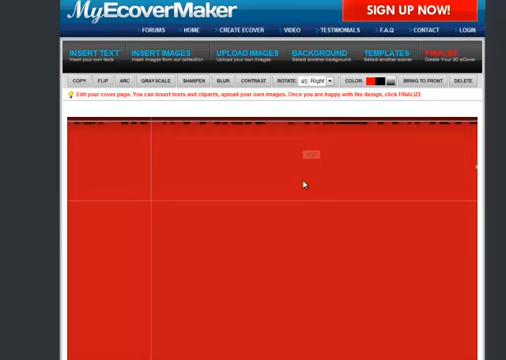 MyEcoverMaker
SIGN UP NOW!
FORUMS HOME CREATE ECOVER VIDEO TESTIMONIALS F.A.Q CONTACT LOGIN
INSERT TEXT INSERT IMAGES UPLOAD IMAGES BACKGROUND TEMPLATES FINALIZE
Insert your own texts Insert images from our collection Upload your own images Select another background Select another ecover Create Your 3D eCover
COPY FLIP ARC GRAYSCALE SHARPEN BLUR CONTRAST ROTATE: 45 Right COLOR: BRING TO FRONT DELETE
Edit your cover page. You can insert texts and cliparts, upload your own images. Once you are happy with the design, click FINALIZE